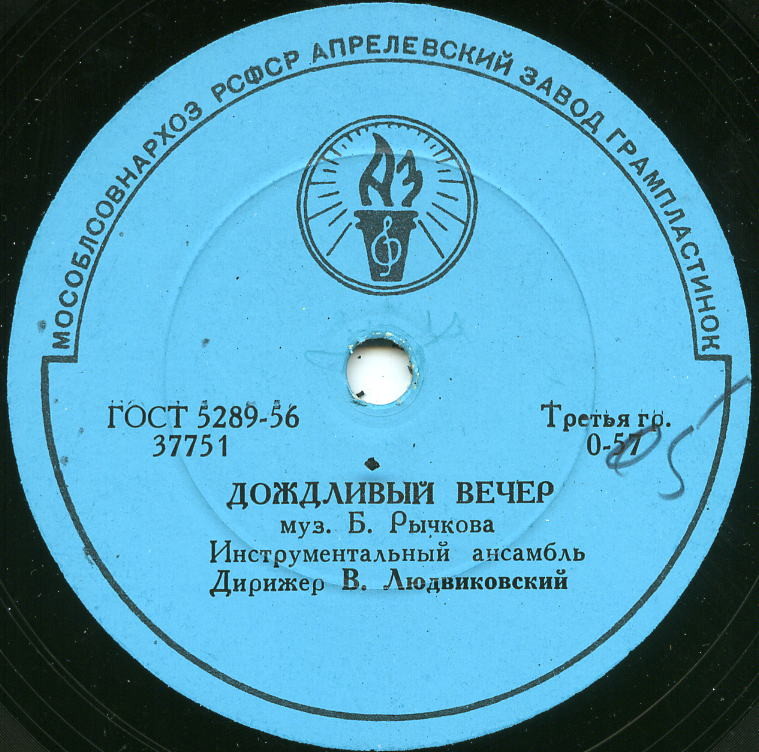 МОСОБЛСОВНАРХОЗ РСФСР АПРЕЛЕВСКИЙ ЗАВОД ГРАМПЛАСТИНОК
АЗ
ГОСТ 5289-56
37751
Третья гр.
0-57
05
ДОЖДЛИВЫЙ ВЕЧЕР
муз. Б. Рычкова
Инструментальный ансамбль
Дирижер В. Людвиковский